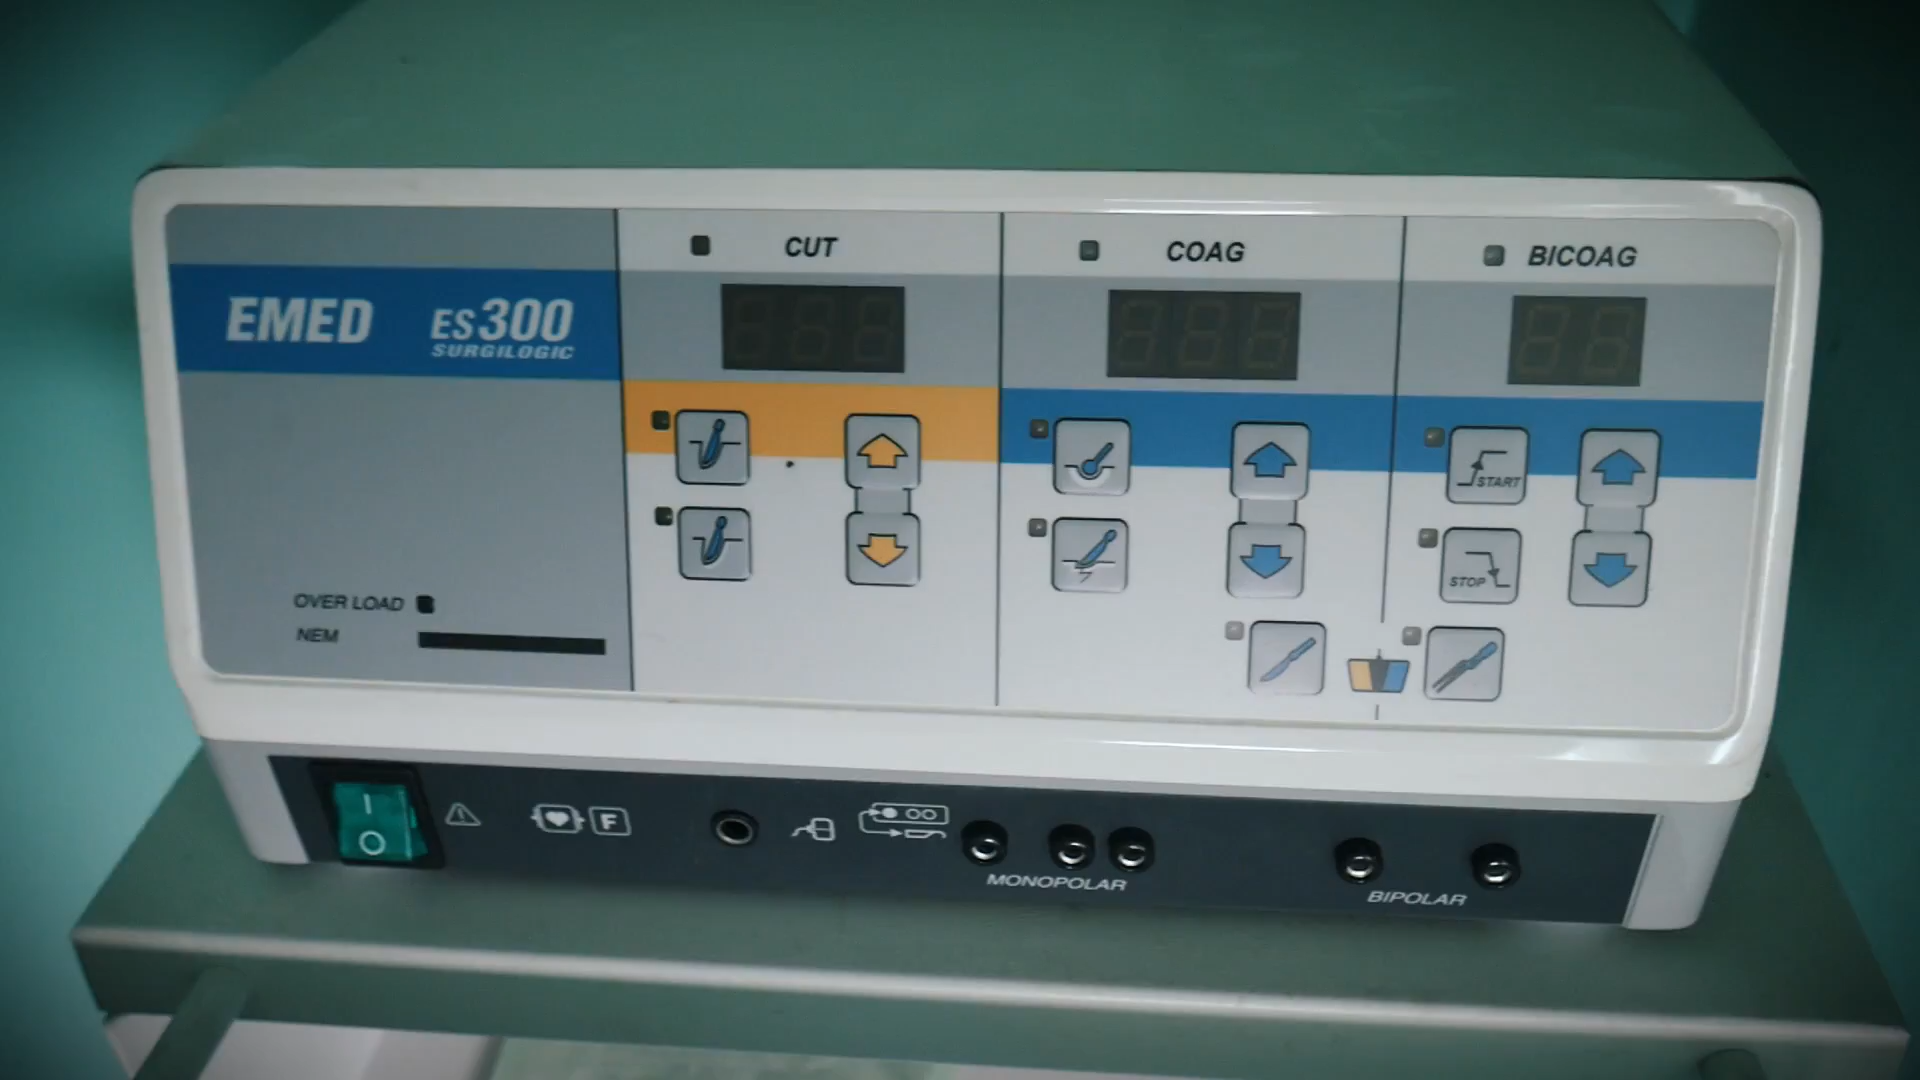 CUT
COAG
BICOAG
EMED
ES300
SURGILOGIC
START
STOP
OVER LOAD
NEM
F
MONOPOLAR
BIPOLAR